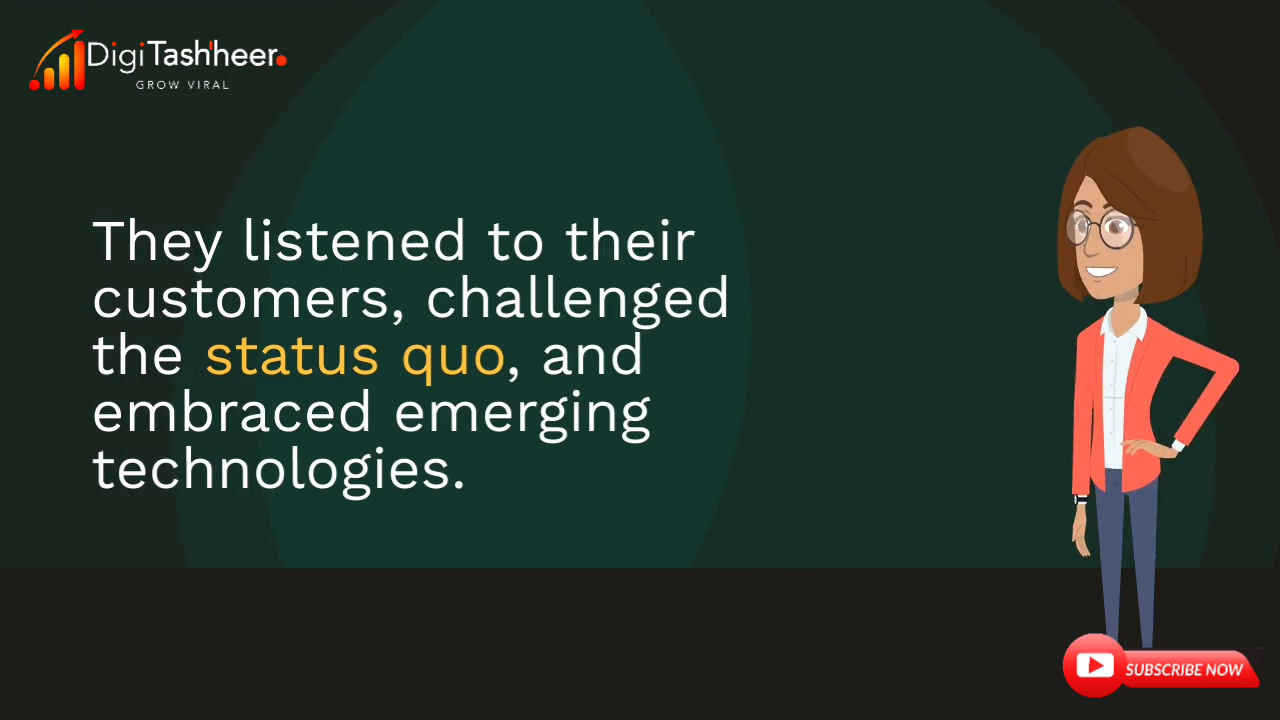 DigiTashheer.
GROW VIRAL
They listened to their
customers, challenged
the status quo, and
embraced emerging
technologies.
SUBSCRIBE NOW